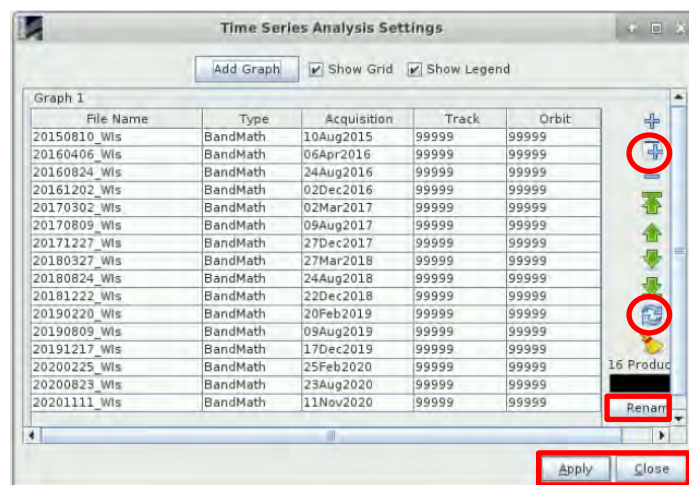 Time Series Analysis Settings
Add Graph Show Grid Show Legend
Graph 1
File Name Type Acquisition Track Orbit
20150810_Wls BandMath 10Aug2015 99999 99999
20160406_Wls BandMath 06Apr2016 99999 99999
20160824_Wls BandMath 24Aug2016 99999 99999
20161202_Wls BandMath 02Dec2016 99999 99999
20170302_Wls BandMath 02Mar2017 99999 99999
20170809_Wls BandMath 09Aug2017 99999 99999
20171227_Wls BandMath 27Dec2017 99999 99999
20180327_Wls BandMath 27Mar2018 99999 99999
20180824_Wls BandMath 24Aug2018 99999 99999
20181222_Wls BandMath 22Dec2018 99999 99999
20190220_Wls BandMath 20Feb2019 99999 99999
20190809_Wls BandMath 09Aug2019 99999 99999
20191217_Wls BandMath 17Dec2019 99999 99999
20200225_Wls BandMath 25Feb2020 99999 99999
20200823_Wls BandMath 23Aug2020 99999 99999
20201111_Wls BandMath 11Nov2020 99999 99999
16 Produc
Renam
Apply Close